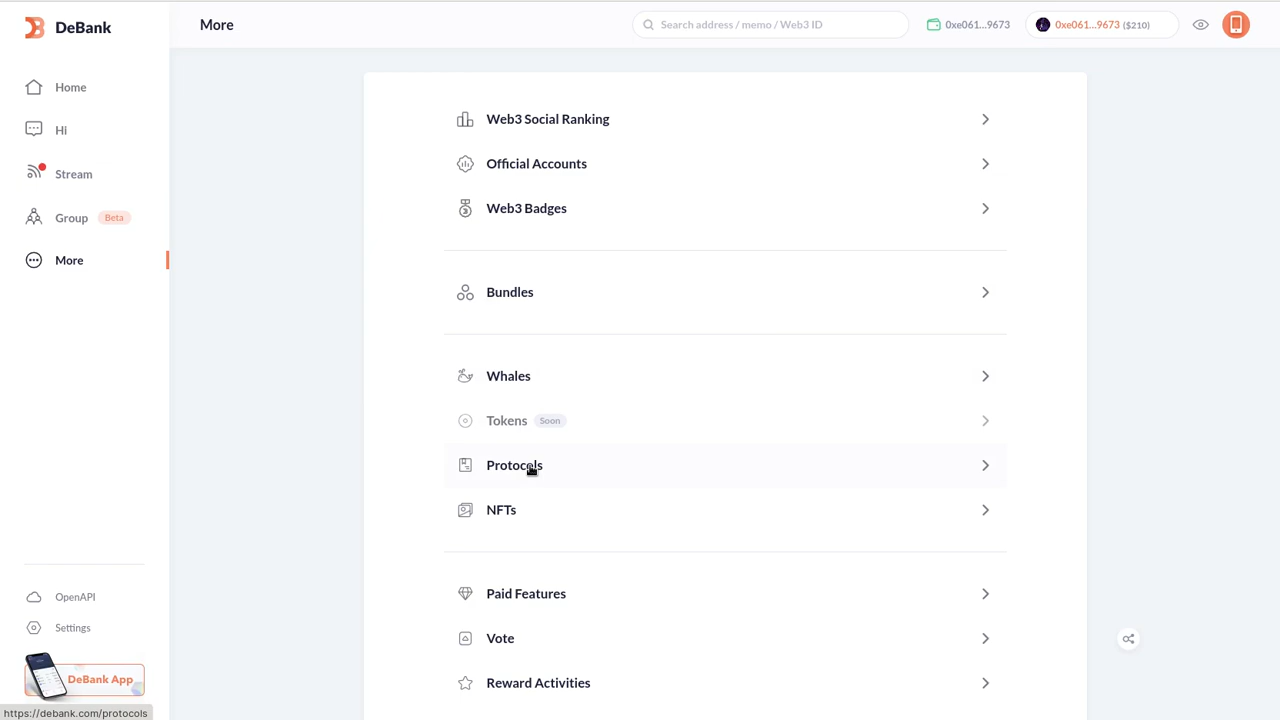 DeBank
More
Search address / memo / Web3 ID
0xe061...9673
0xe061...9673 ($210)
Home
Hi
Stream
Group Beta
More
Web3 Social Ranking
Official Accounts
Web3 Badges
Bundles
Whales
Tokens Soon
Protocols
NFTs
Paid Features
Vote
Reward Activities
OpenAPI
Settings
DeBank App
https://debank.com/protocols